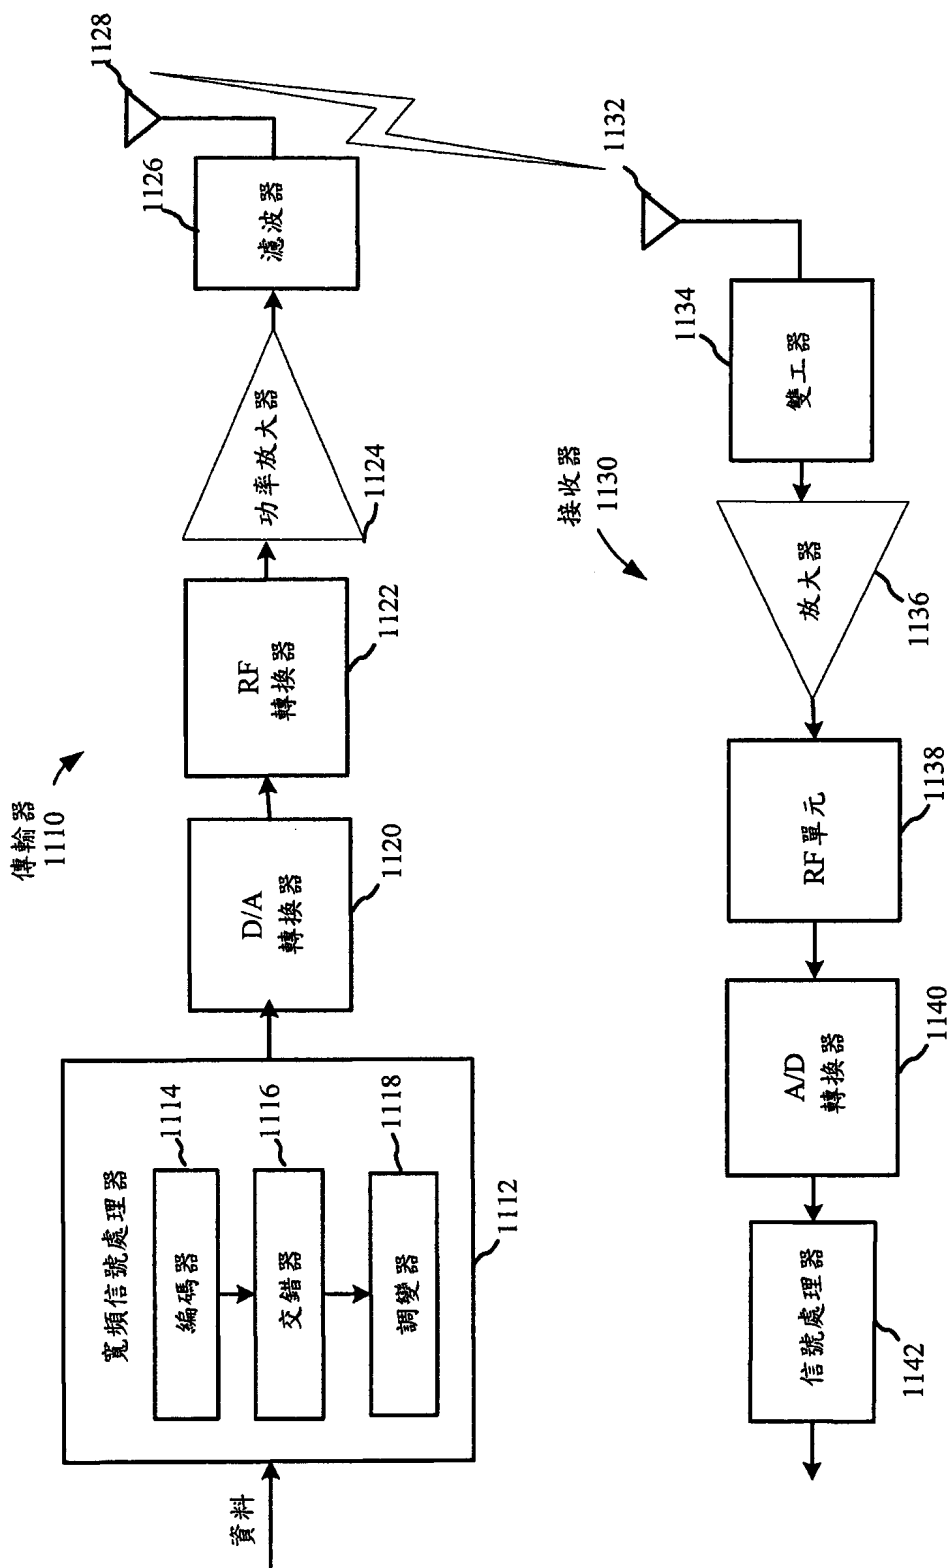 傳輸器
1110
資料
寬頻信號處理器
編碼器
1114
交錯器
1116
調變器
1118
1112
D/A
轉換器
1120
RF
轉換器
1122
功率放大器
1124
濾波器
1126
1128
接收器
1130
1132
雙工器
1134
放大器
1136
RF單元
1138
A/D
轉換器
1140
信號處理器
1142